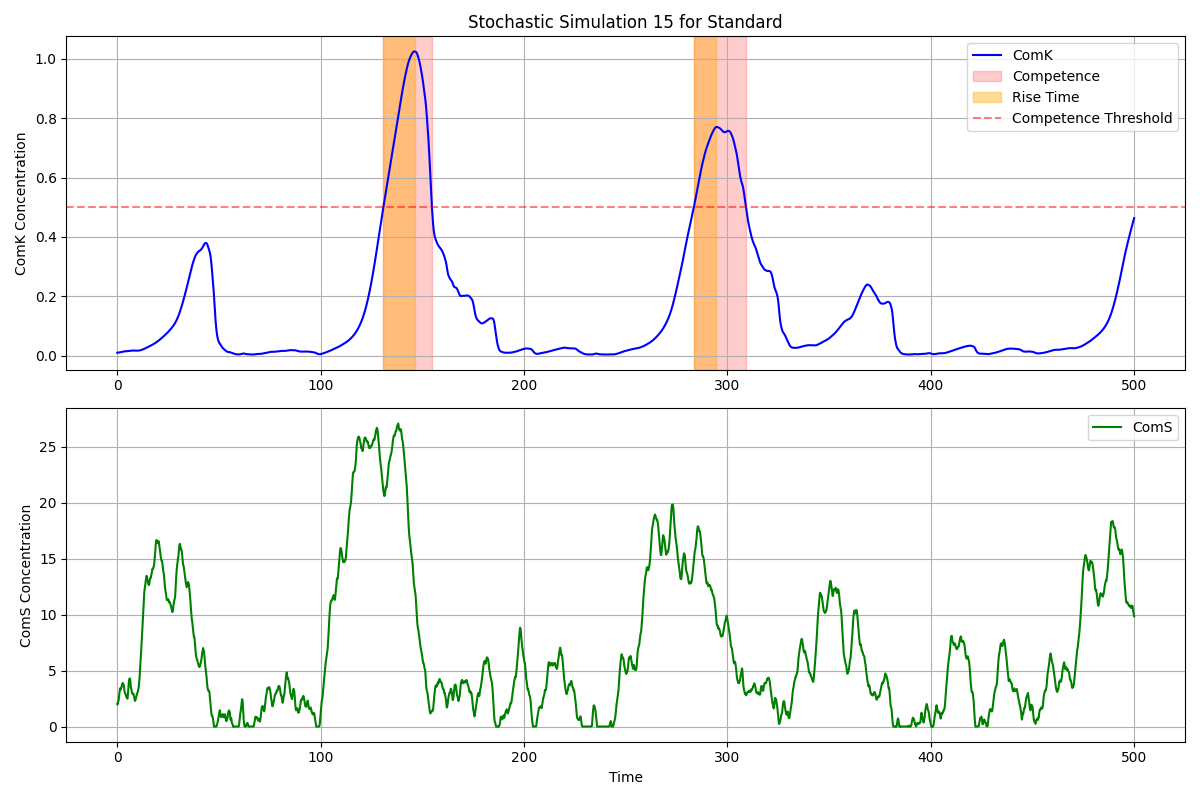 Stochastic Simulation 15 for Standard
ComK Concentration
1.0
0.8
0.6
0.4
0.2
0.0
ComK
Competence
Rise Time
Competence Threshold
0 100 200 300 400 500
ComS Concentration
25
20
15
10
5
0
ComS
0 100 200 300 400 500
Time